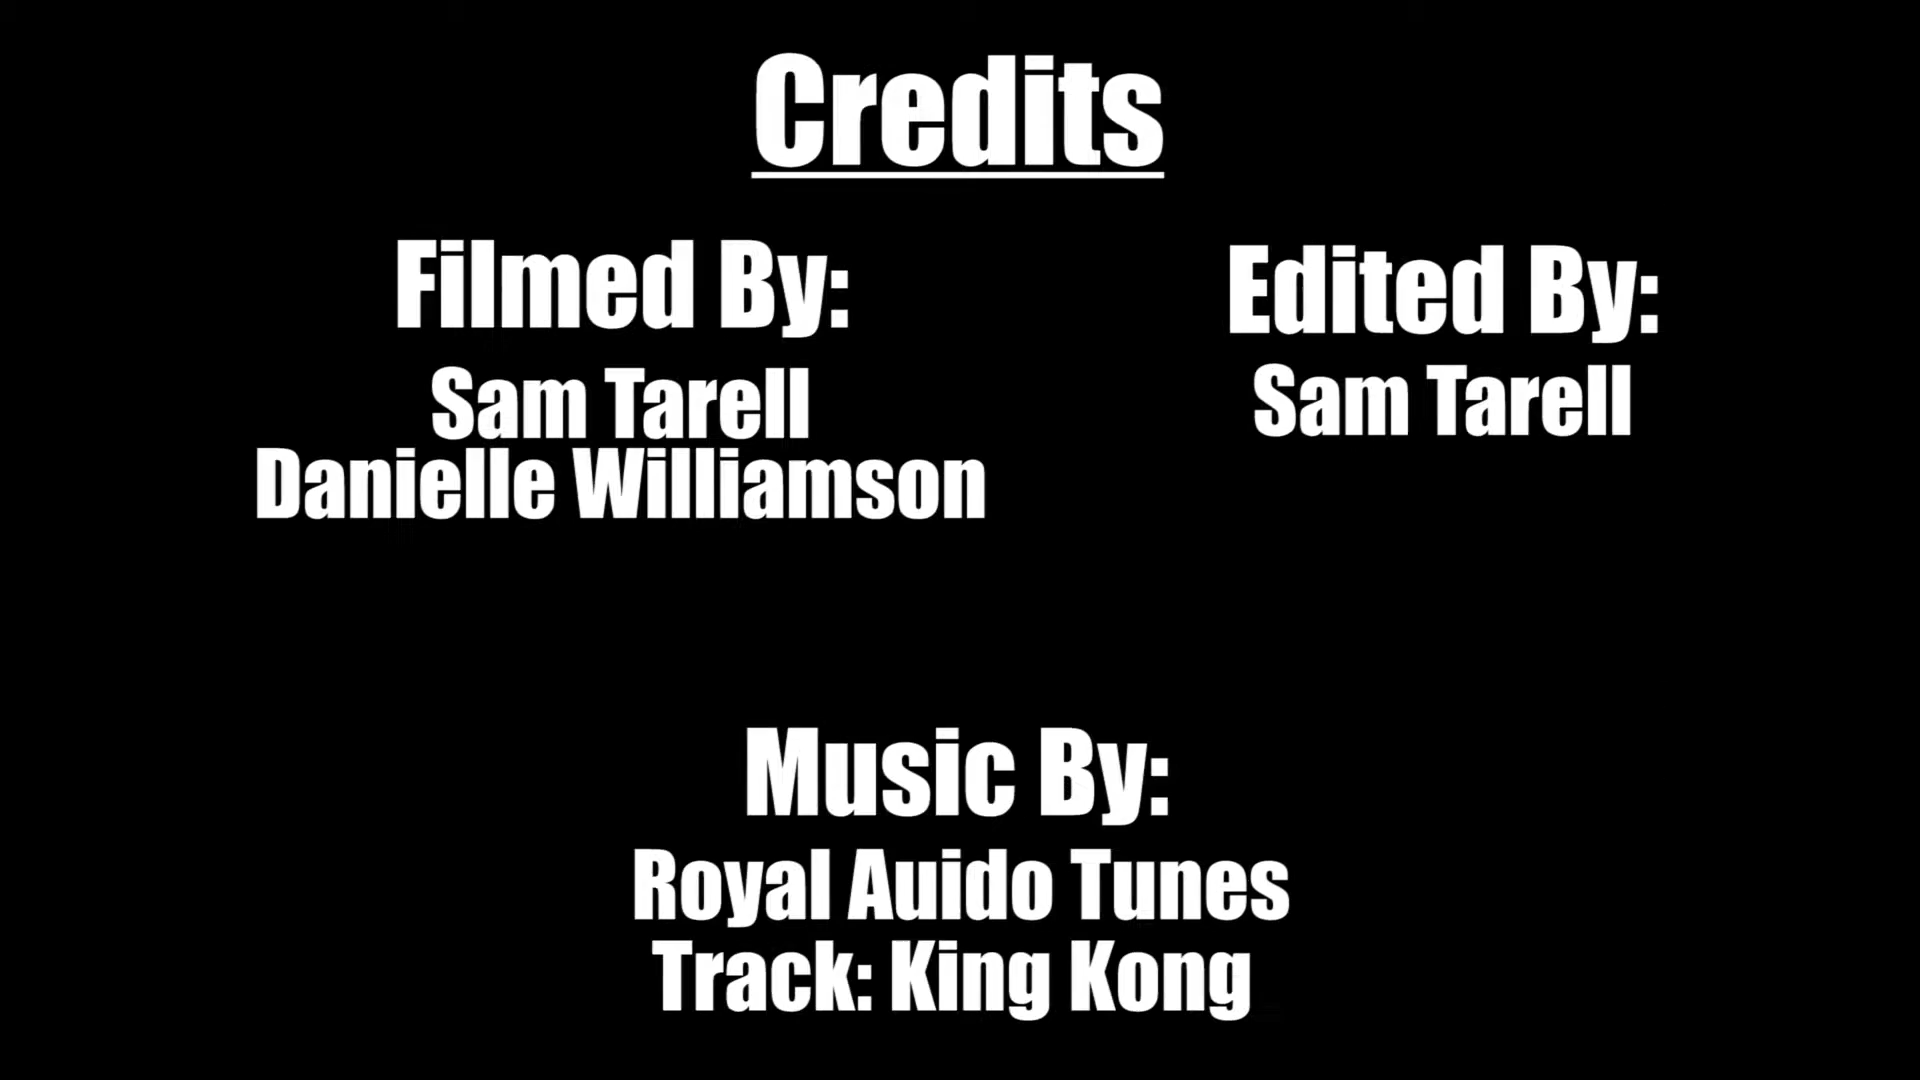 Credits
Filmed By:
Sam Tarell
Danielle Williamson
Edited By:
Sam Tarell
Music By:
Royal Auido Tunes
Track: King Kong